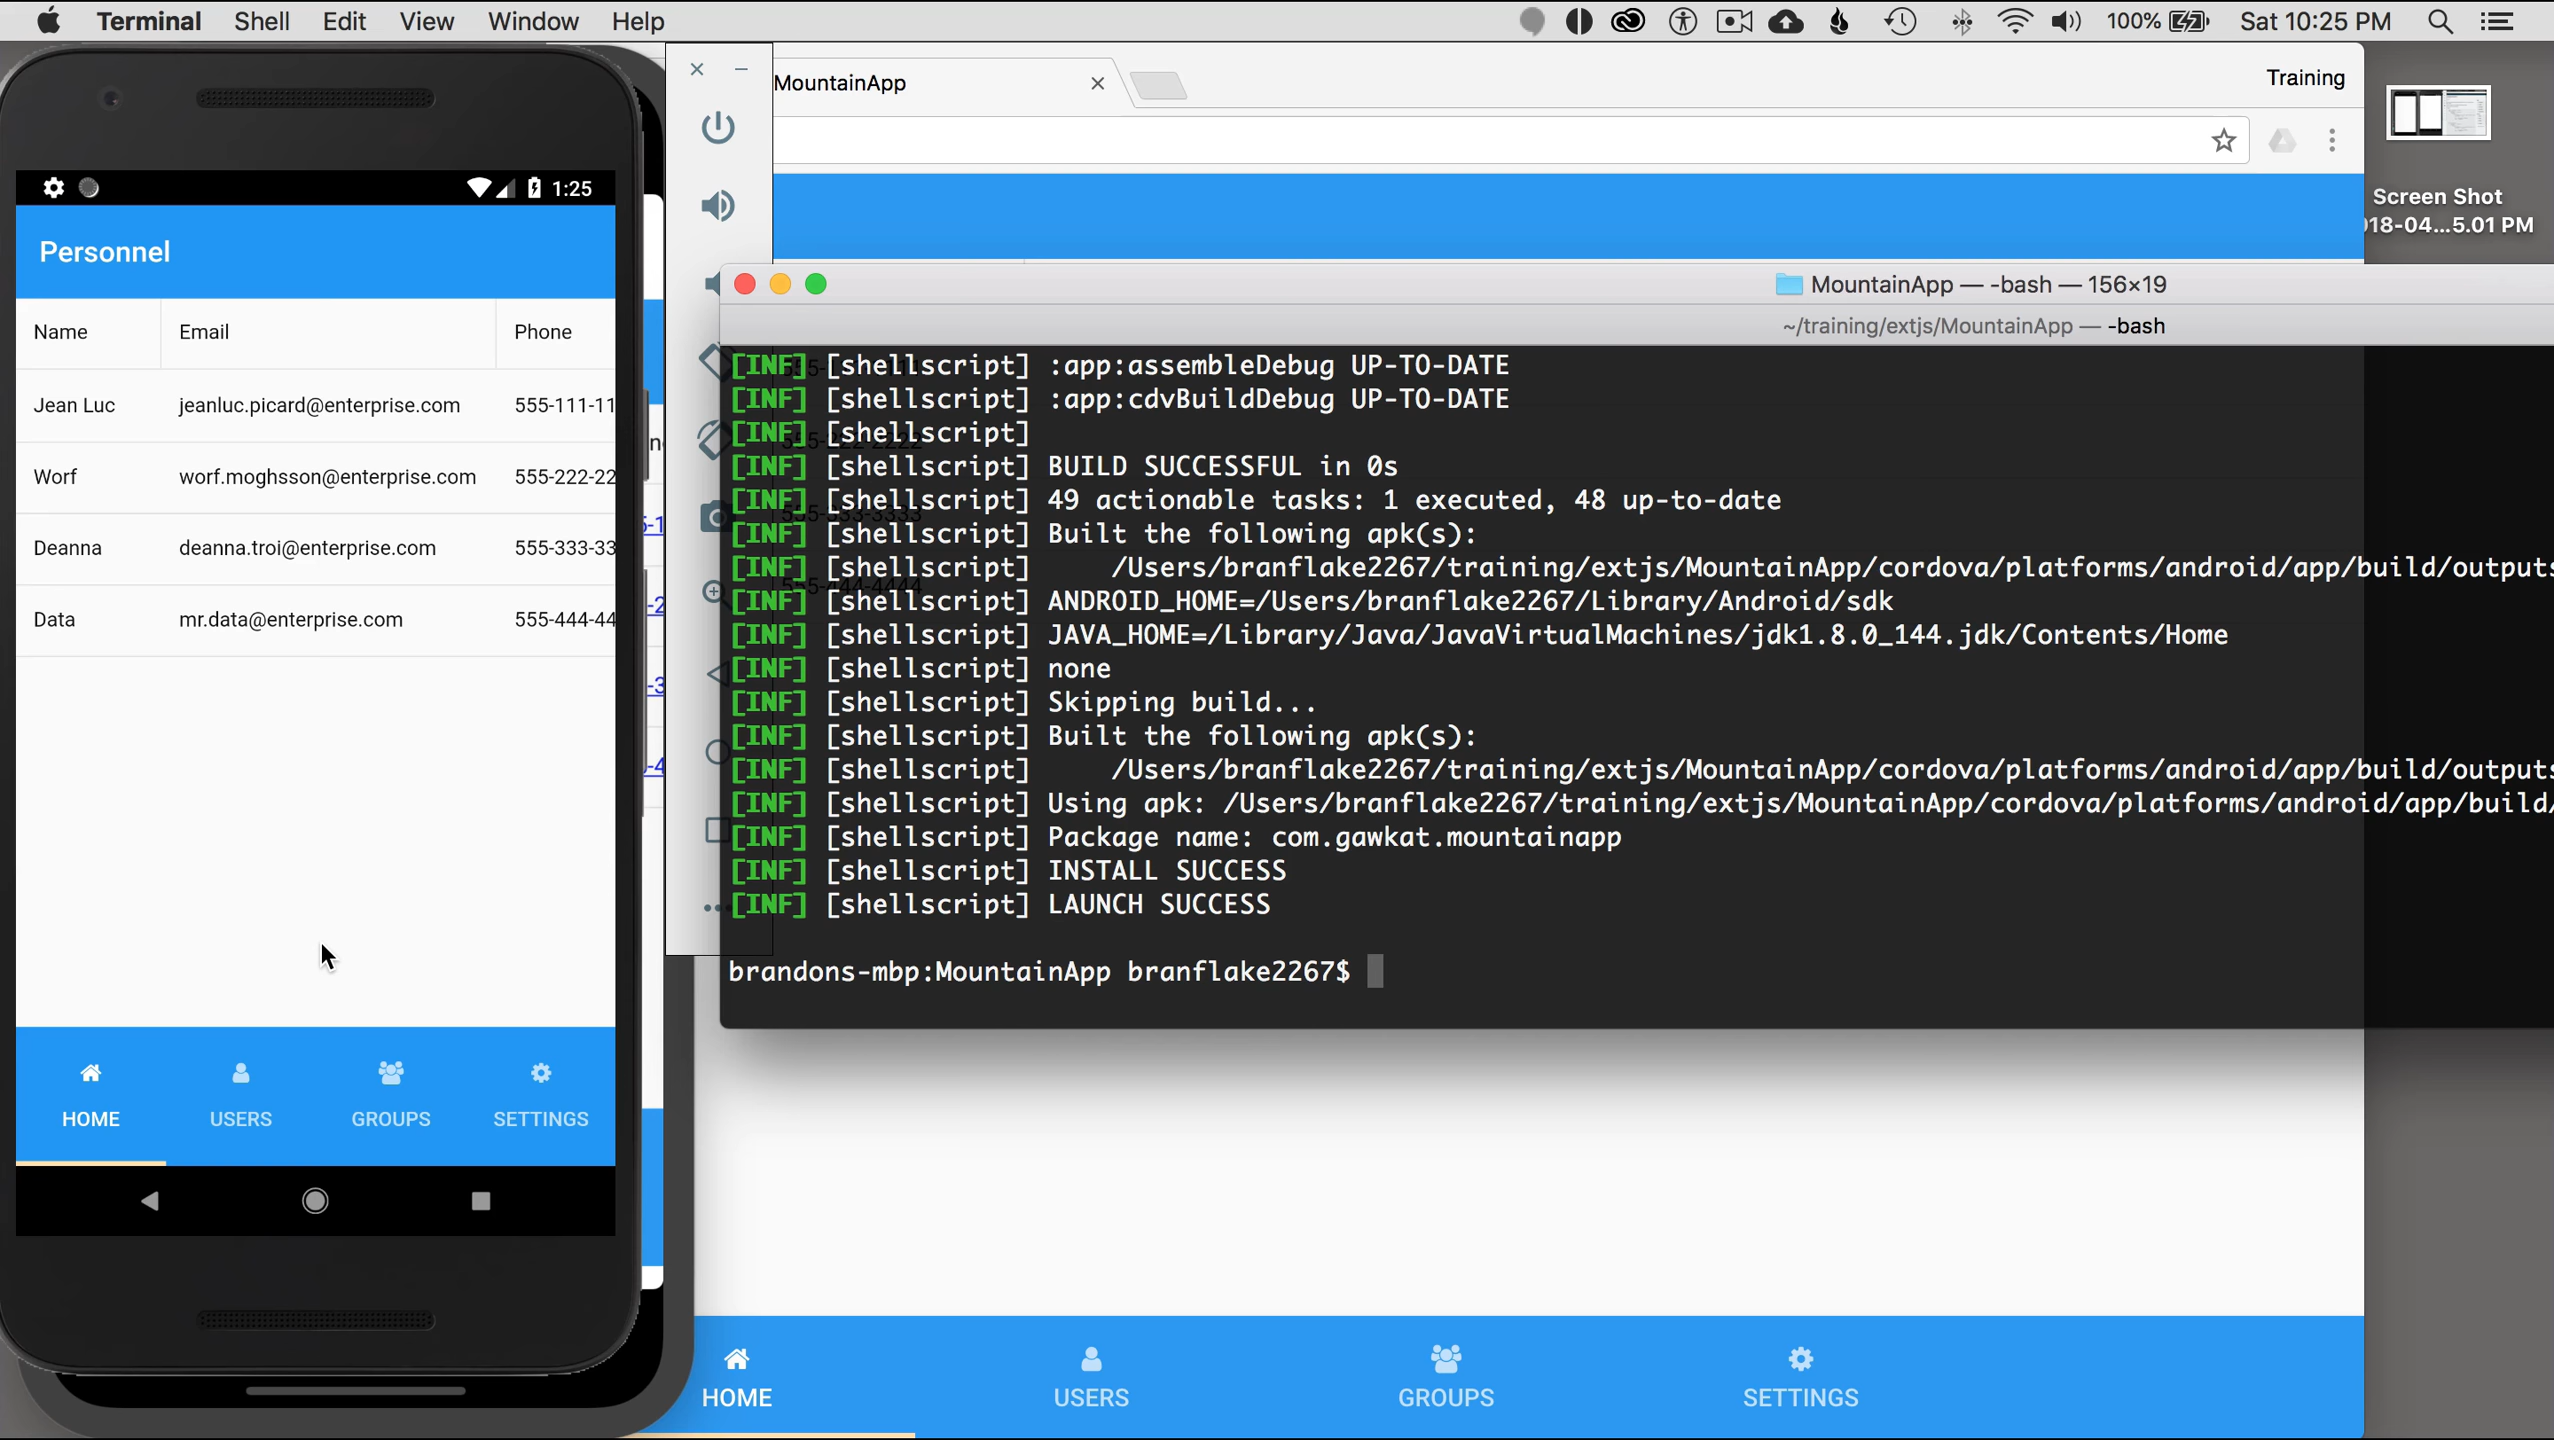 Terminal Shell Edit View Window Help 100% Sat 10:25 PM
MountainApp
Training
Screen Shot
18-04...5.01 PM
1:25
Personnel
Name Email Phone
Jean Luc jeanluc.picard@enterprise.com 555-111-11
Worf worf.moghsson@enterprise.com 555-222-22
Deanna deanna.troi@enterprise.com 555-333-33
Data mr.data@enterprise.com 555-444-44
HOME USERS GROUPS SETTINGS
MountainApp — -bash — 156×19
~/training/extjs/MountainApp — -bash
[INF] [shellscript] :app:assembleDebug UP-TO-DATE
[INF] [shellscript] :app:cdvBuildDebug UP-TO-DATE
[INF] [shellscript]
[INF] [shellscript] BUILD SUCCESSFUL in 0s
[INF] [shellscript] 49 actionable tasks: 1 executed, 48 up-to-date
[INF] [shellscript] Built the following apk(s):
[INF] [shellscript] /Users/branflake2267/training/extjs/MountainApp/cordova/platforms/android/app/build/outputs
[INF] [shellscript] ANDROID_HOME=/Users/branflake2267/Library/Android/sdk
[INF] [shellscript] JAVA_HOME=/Library/Java/JavaVirtualMachines/jdk1.8.0_144.jdk/Contents/Home
[INF] [shellscript] none
[INF] [shellscript] Skipping build...
[INF] [shellscript] Built the following apk(s):
[INF] [shellscript] /Users/branflake2267/training/extjs/MountainApp/cordova/platforms/android/app/build/outputs
[INF] [shellscript] Using apk: /Users/branflake2267/training/extjs/MountainApp/cordova/platforms/android/app/build/
[INF] [shellscript] Package name: com.gawkat.mountainapp
[INF] [shellscript] INSTALL SUCCESS
[INF] [shellscript] LAUNCH SUCCESS
brandons-mbp:MountainApp branflake2267$
HOME USERS GROUPS SETTINGS